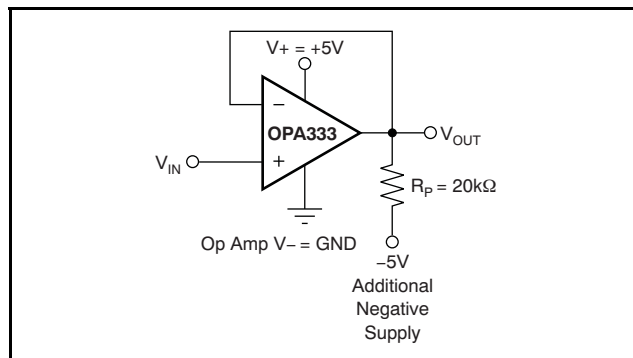 V+ = +5V
−
OPA333
+
V_IN
V_OUT
R_P = 20kΩ
Op Amp V− = GND
−5V
Additional
Negative
Supply